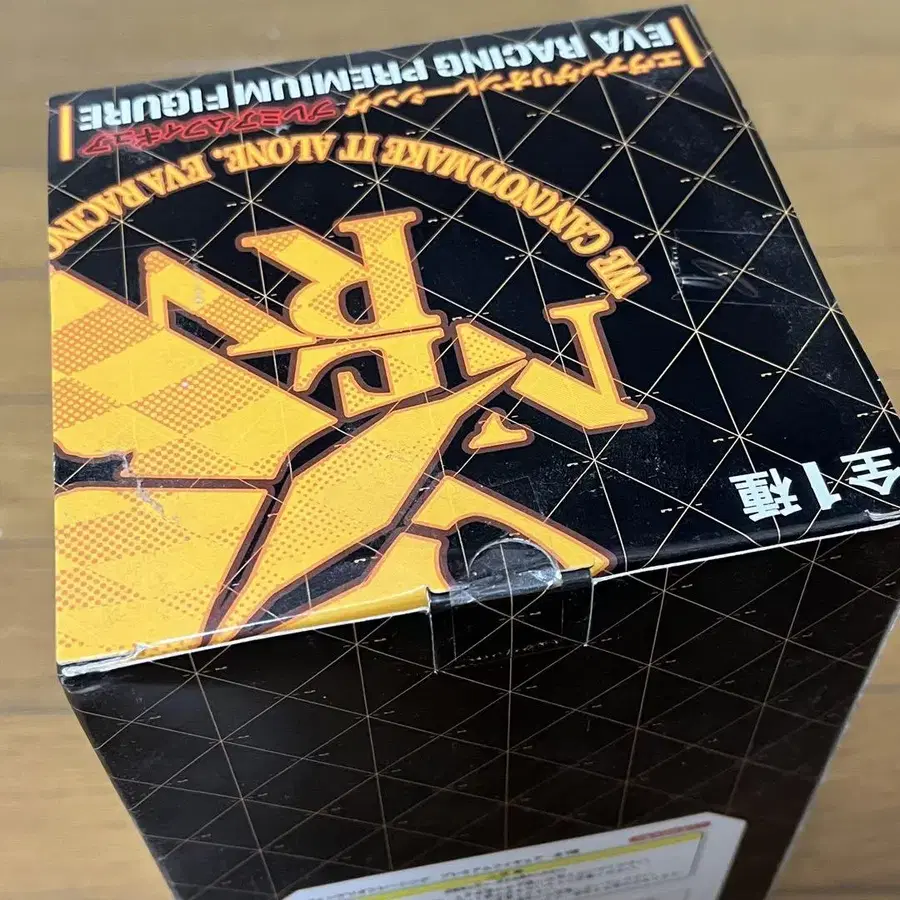 全1種
NERV
WE CAN(NOT) MAKE IT ALONE, EVA RACING
エヴァンゲリオンレーシング プレミアムフィギュア
EVA RACING PREMIUM FIGURE